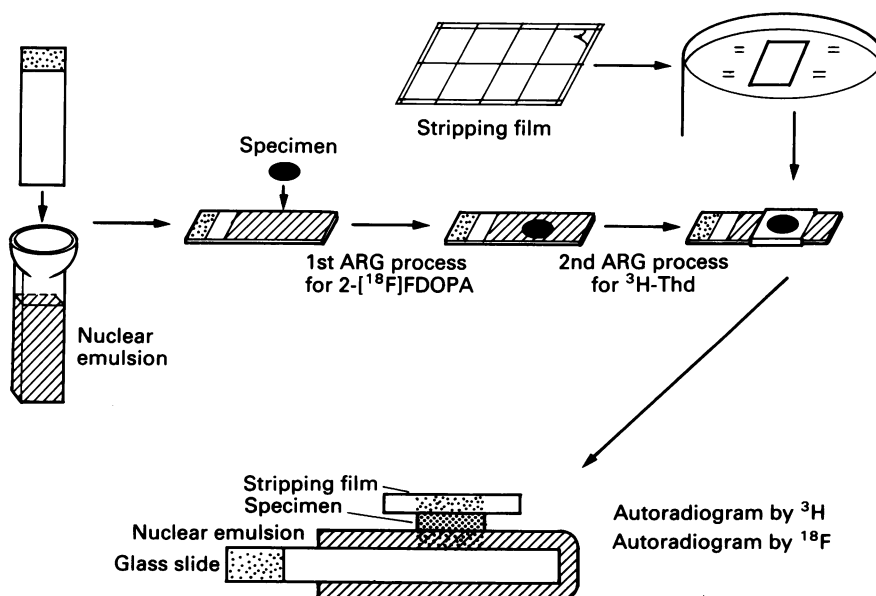 Stripping film
Specimen
1st ARG process
for 2-[¹⁸F]FDOPA
2nd ARG process
for ³H-Thd
Nuclear
emulsion
Stripping film
Specimen
Nuclear emulsion
Glass slide
Autoradiogram by ³H
Autoradiogram by ¹⁸F